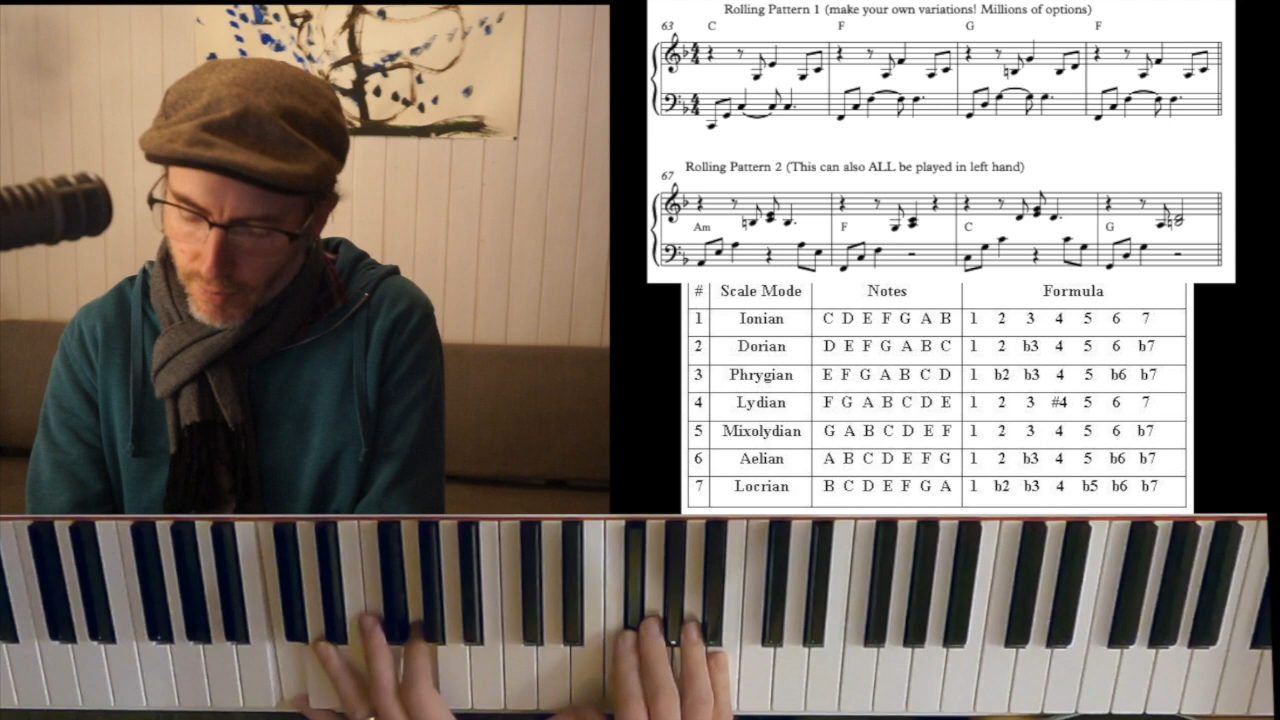 Rolling Pattern 1 (make your own variations! Millions of options)
63 C F G F
Rolling Pattern 2 (This can also ALL be played in left hand)
67
Am F C G
# Scale Mode Notes Formula
1 Ionian C D E F G A B 1 2 3 4 5 6 7
2 Dorian D E F G A B C 1 2 b3 4 5 6 b7
3 Phrygian E F G A B C D 1 b2 b3 4 5 b6 b7
4 Lydian F G A B C D E 1 2 3 #4 5 6 7
5 Mixolydian G A B C D E F 1 2 3 4 5 6 b7
6 Aelian A B C D E F G 1 2 b3 4 5 b6 b7
7 Locrian B C D E F G A 1 b2 b3 4 b5 b6 b7